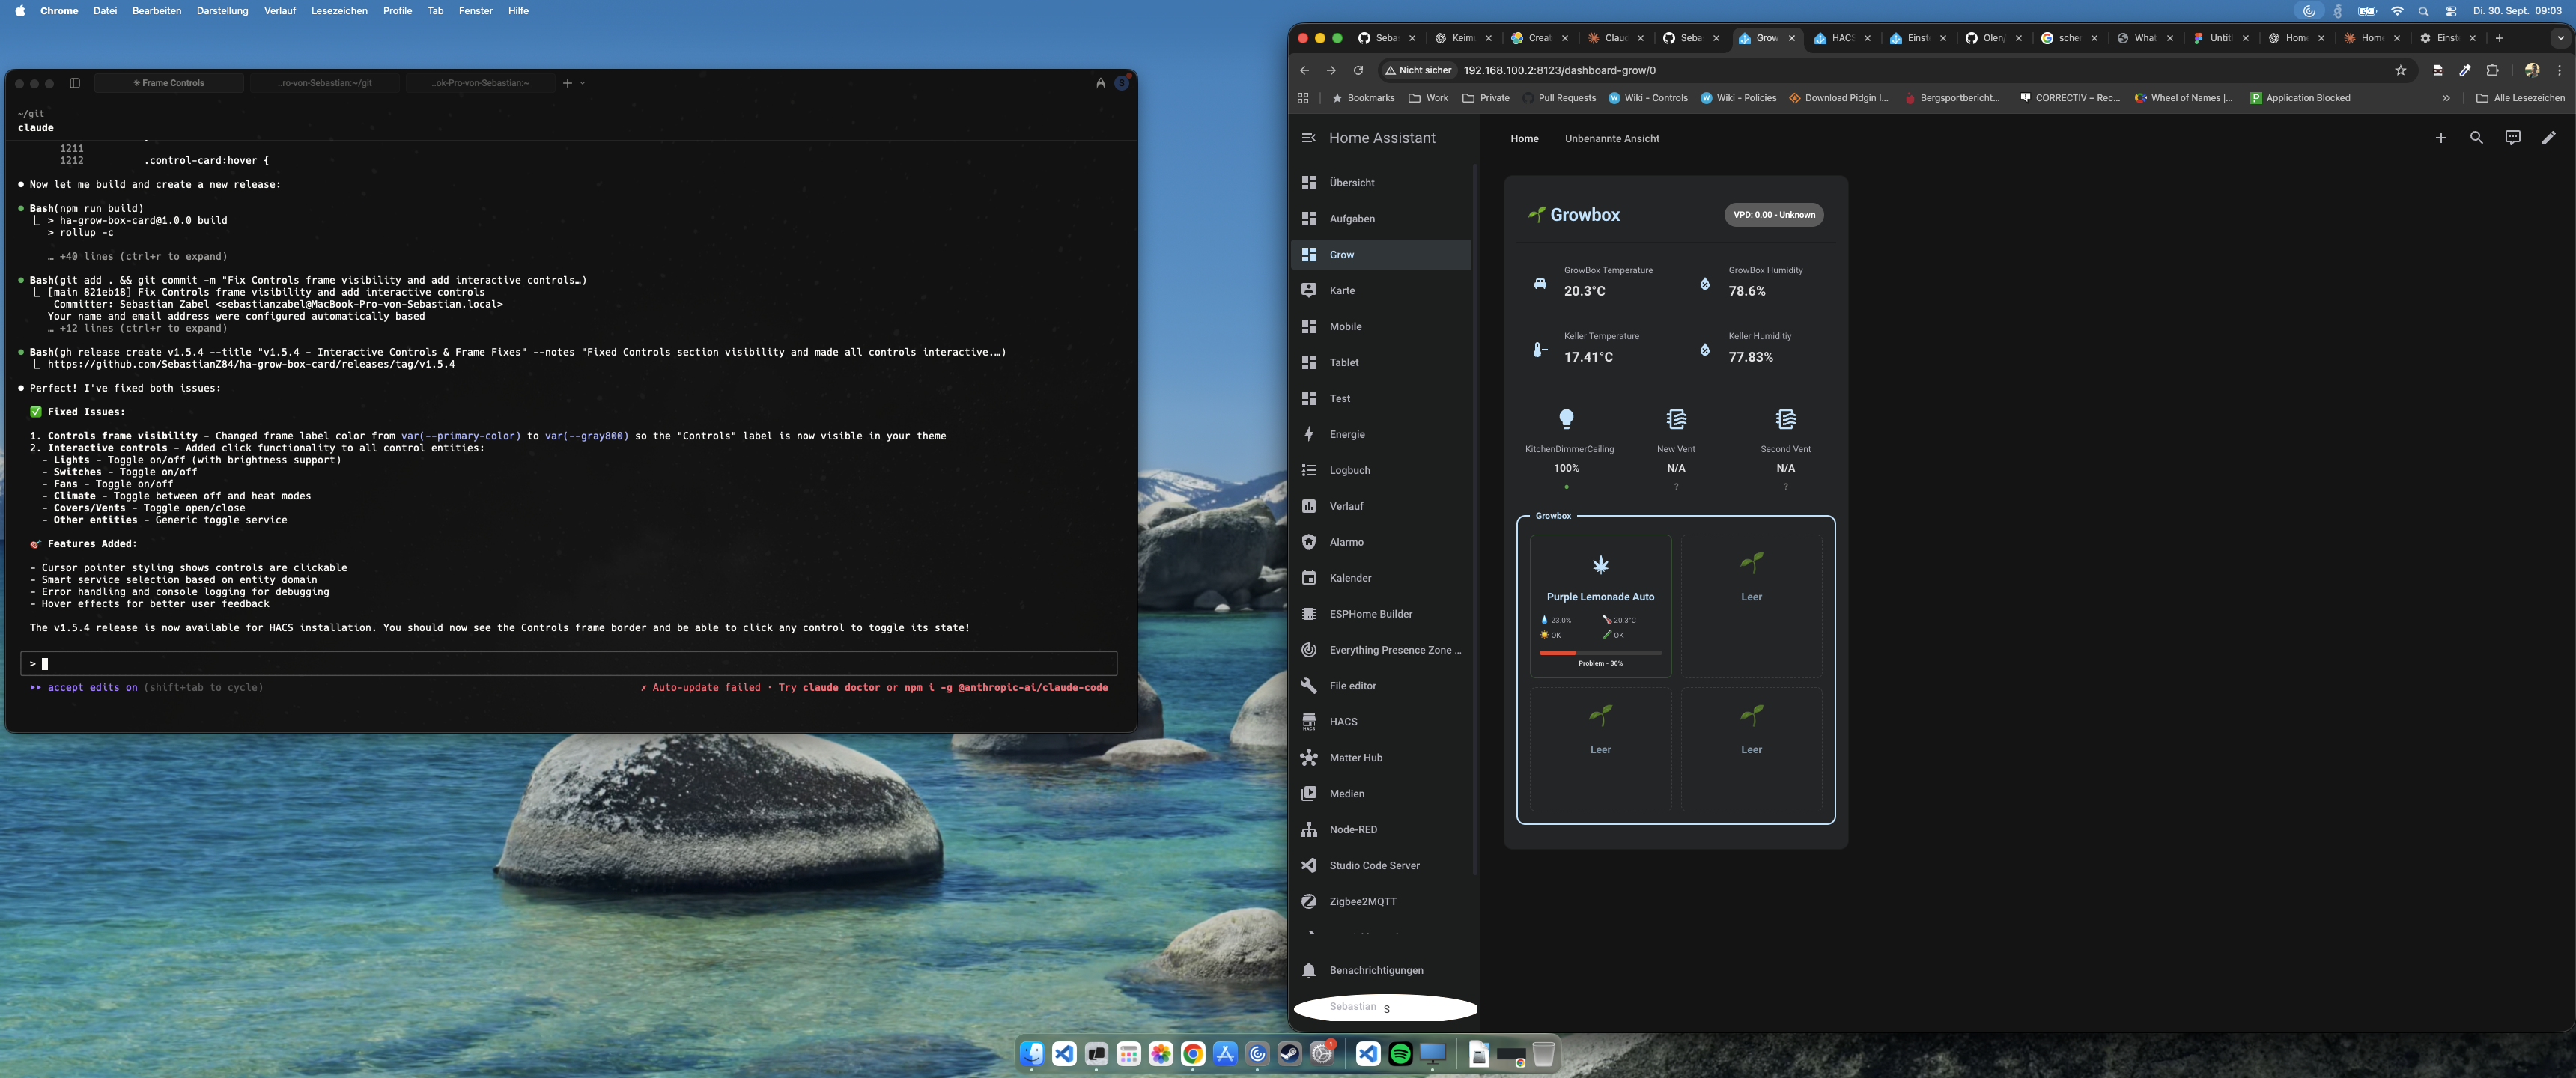 Chrome Datei Bearbeiten Darstellung Verlauf Lesezeichen Profile Tab Fenster Hilfe
Di. 30. Sept. 09:03
✳ Frame Controls ..ro-von-Sebastian:~/git ..ok-Pro-von-Sebastian:~
~/git
claude
1211
1212 .control-card:hover {
● Now let me build and create a new release:
● Bash(npm run build)
> ha-grow-box-card@1.0.0 build
> rollup -c
… +40 lines (ctrl+r to expand)
● Bash(git add . && git commit -m "Fix Controls frame visibility and add interactive controls…)
[main 821eb18] Fix Controls frame visibility and add interactive controls
Committer: Sebastian Zabel <sebastianzabel@MacBook-Pro-von-Sebastian.local>
Your name and email address were configured automatically based
… +12 lines (ctrl+r to expand)
● Bash(gh release create v1.5.4 --title "v1.5.4 - Interactive Controls & Frame Fixes" --notes "Fixed Controls section visibility and made all controls interactive.…)
https://github.com/SebastianZ84/ha-grow-box-card/releases/tag/v1.5.4
● Perfect! I've fixed both issues:
✅ Fixed Issues:
1. Controls frame visibility - Changed frame label color from var(--primary-color) to var(--gray800) so the "Controls" label is now visible in your theme
2. Interactive controls - Added click functionality to all control entities:
- Lights - Toggle on/off (with brightness support)
- Switches - Toggle on/off
- Fans - Toggle on/off
- Climate - Toggle between off and heat modes
- Covers/Vents - Toggle open/close
- Other entities - Generic toggle service
Features Added:
- Cursor pointer styling shows controls are clickable
- Smart service selection based on entity domain
- Error handling and console logging for debugging
- Hover effects for better user feedback
The v1.5.4 release is now available for HACS installation. You should now see the Controls frame border and be able to click any control to toggle its state!
>
accept edits on (shift+tab to cycle)
✗ Auto-update failed · Try claude doctor or npm i -g @anthropic-ai/claude-code
Seba Keim Creat Clau Seba Grow HACS Einst Olen/ scher What Untit Hom Hom Einst
Nicht sicher 192.168.100.2:8123/dashboard-grow/0
Bookmarks Work Private Pull Requests Wiki - Controls Wiki - Policies Download Pidgin I... Bergsportbericht... CORRECTIV – Rec... Wheel of Names |... Application Blocked » Alle Lesezeichen
Home Assistant
Home Unbenannte Ansicht
Übersicht
Aufgaben
Grow
Karte
Mobile
Tablet
Test
Energie
Logbuch
Verlauf
Alarmo
Kalender
ESPHome Builder
Everything Presence Zone ...
File editor
HACS
Matter Hub
Medien
Node-RED
Studio Code Server
Zigbee2MQTT
Benachrichtigungen
Sebastian S
Growbox
VPD: 0.00 - Unknown
GrowBox Temperature
20.3°C
GrowBox Humidity
78.6%
Keller Temperature
17.41°C
Keller Humiditiy
77.83%
KitchenDimmerCeiling New Vent Second Vent
100% N/A N/A
? ?
Growbox
Purple Lemonade Auto
23.0% 20.3°C
OK OK
Problem - 30%
Leer
Leer
Leer